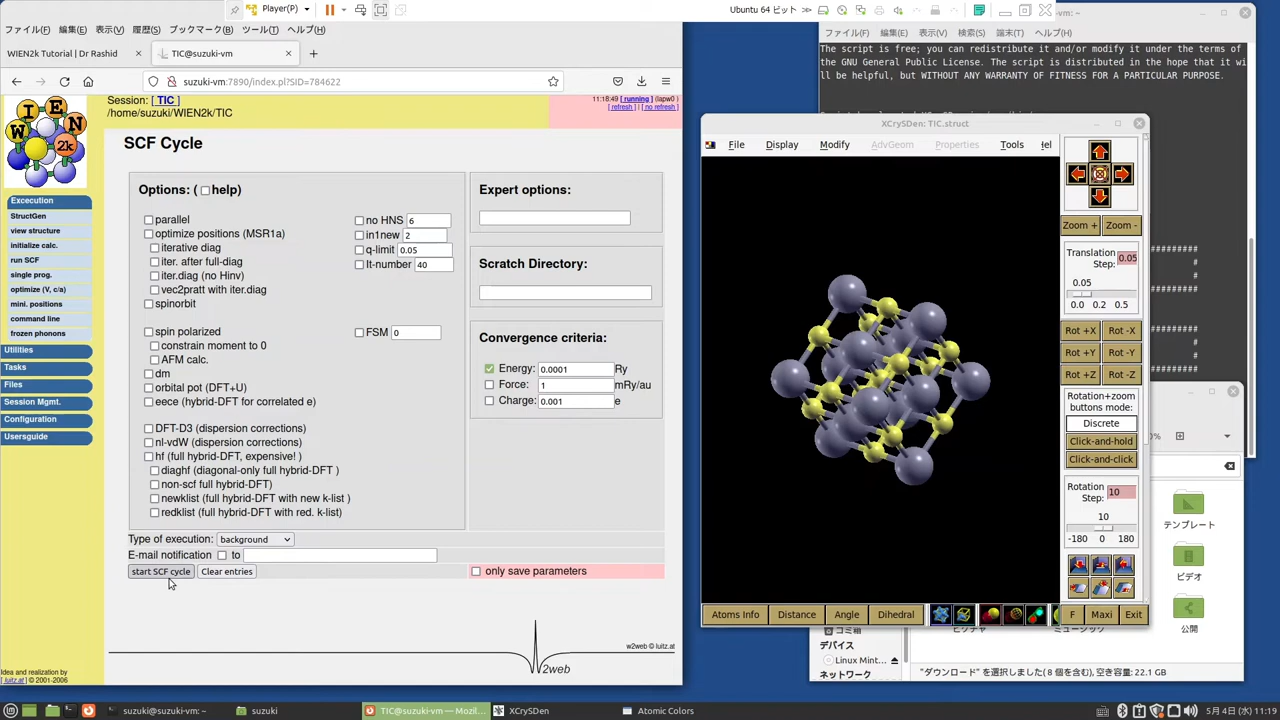 Player(P)
Ubuntu 64 ビット
ファイル(F) 編集(E) 表示(V) 履歴(S) ブックマーク(B) ツール(T) ヘルプ(H)
WIEN2k Tutorial | Dr Rashid
TIC@suzuki-vm
suzuki-vm:7890/index.pl?SID=784622
WIEN 2k
Execution
StructGen
view structure
initialize calc.
run SCF
single prog.
optimize (V, c/a)
mini. positions
command line
frozen phonons
Utilities
Tasks
Files
Session Mgmt.
Configuration
Usersguide
Idea and realization by
[ luitz.at ] © 2001-2006
Session: [ TIC ]
/home/suzuki/WIEN2k/TIC
11:18:49 [ running ] (lapw0)
[ refresh ] | [ no refresh ]
SCF Cycle
Options: ( help)
parallel
optimize positions (MSR1a)
iterative diag
iter. after full-diag
iter.diag (no Hinv)
vec2pratt with iter.diag
spinorbit
spin polarized
constrain moment to 0
AFM calc.
dm
orbital pot (DFT+U)
eece (hybrid-DFT for correlated e)
DFT-D3 (dispersion corrections)
nl-vdW (dispersion corrections)
hf (full hybrid-DFT, expensive! )
diaghf (diagonal-only full hybrid-DFT )
non-scf full hybrid-DFT)
newklist (full hybrid-DFT with new k-list )
redklist (full hybrid-DFT with red. k-list)
no HNS 6
in1new 2
q-limit 0.05
It-number 40
FSM 0
Expert options:
Scratch Directory:
Convergence criteria:
Energy: 0.0001 Ry
Force: 1 mRy/au
Charge: 0.001 e
Type of execution: background
E-mail notification to
start SCF cycle Clear entries
only save parameters
w2web © luitz.at
w2web
-vm: ~
ファイル(F) 編集(E) 表示(V) 検索(S) 端末(T) ヘルプ(H)
The script is free; you can redistribute it and/or modify it under the terms of
the GNU General Public License. The script is distributed in the hope that it wi
ll be helpful, but WITHOUT ANY WARRANTY OF FITNESS FOR A PARTICULAR PURPOSE.
#########
#
#
#########
#########
#
#########
XCrySDen: TIC.struct
File Display Modify AdvGeom Properties Tools Hel
Zoom + Zoom -
Translation
Step: 0.05
0.05
0.0 0.2 0.5
Rot +X Rot -X
Rot +Y Rot -Y
Rot +Z Rot -Z
Rotation+zoom
buttons mode:
Discrete
Click-and-hold
Click-and-click
Rotation
Step: 10
10
-180 0 180
Atoms Info Distance Angle Dihedral F Maxi Exit
テンプレート
ビデオ
公開
デバイス
Linux Mint...
ネットワーク
"ダウンロード" を選択しました( 8 個を含む), 空き容量: 22.1 GB
suzuki@suzuki-vm: ~
suzuki
TIC@suzuki-vm — Mozil...
XCrySDen
Atomic Colors
5月 4日 (水) 11:19